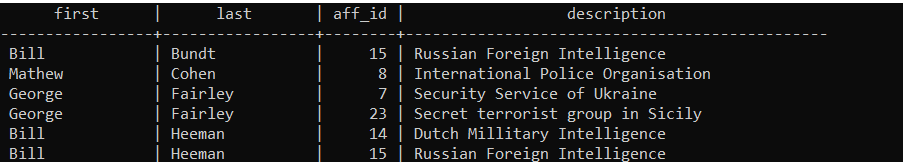 first | last | aff_id | description
-----------------+-----------------+--------+---------------------------------------------
Bill | Bundt | 15 | Russian Foreign Intelligence
Mathew | Cohen | 8 | International Police Organisation
George | Fairley | 7 | Security Service of Ukraine
George | Fairley | 23 | Secret terrorist group in Sicily
Bill | Heeman | 14 | Dutch Millitary Intelligence
Bill | Heeman | 15 | Russian Foreign Intelligence